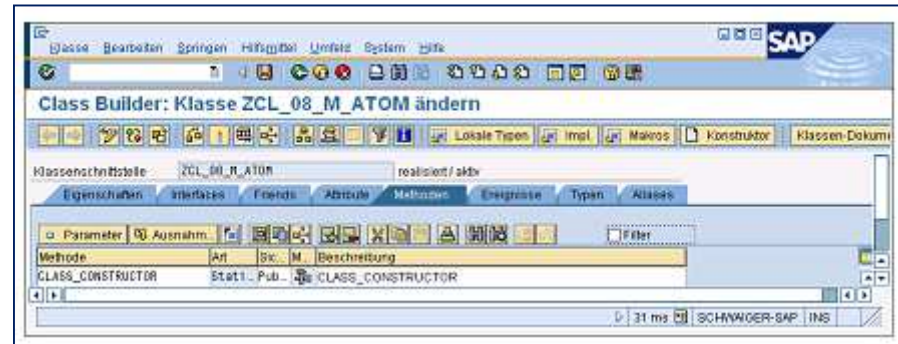 Klasse Bearbeiten Springen Hilfsmittel Umfeld System Hilfe
SAP
Class Builder: Klasse ZCL_08_M_ATOM ändern
Lokale Typen Impl. Makros Konstruktor Klassen-Dokume
Klassenschnittstelle ZCL_08_M_ATOM realisiert / aktiv
Eigenschaften Interfaces Friends Attribute Methoden Ereignisse Typen Aliases
Parameter Ausnahm. Filter
Methode Art Sic.. M.. Beschreibung
CLASS_CONSTRUCTOR Stati.. Pub.. CLASS_CONSTRUCTOR
31 ms SCHWAIGER-SAP INS